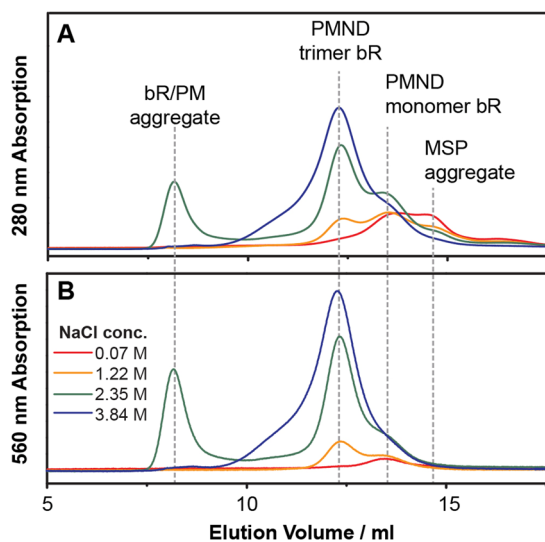 A
PMND
trimer bR
bR/PM
aggregate
PMND
monomer bR
MSP
aggregate
280 nm Absorption
B
NaCl conc.
0.07 M
1.22 M
2.35 M
3.84 M
560 nm Absorption
5
10
15
Elution Volume / ml